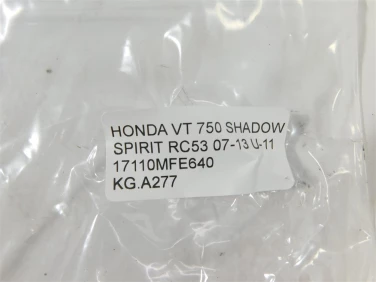 HONDA VT 750 SHADOW
SPIRIT RC53 07-13 U-11
17110MFE640
KG.A277